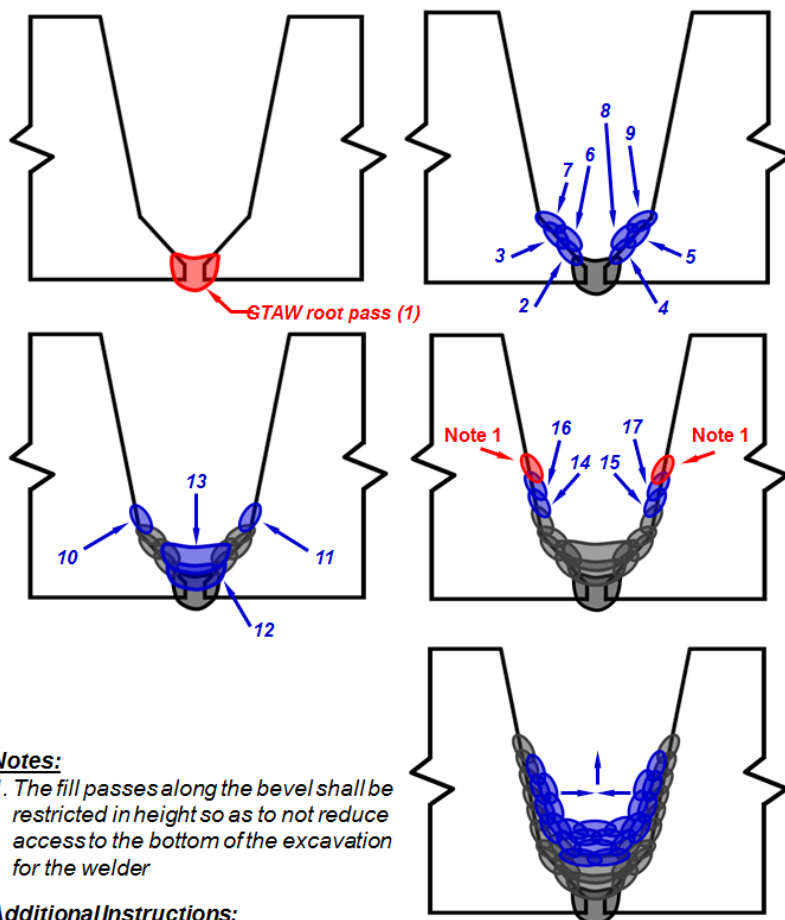 GTAW root pass (1)
8
9
7 6
3
5
2
4
13
10
11
12
Note 1
16
17
Note 1
14 15
Notes:
. The fill passes along the bevel shall be
restricted in height so as to not reduce
access to the bottom of the excavation
for the welder
Additional Instructions: